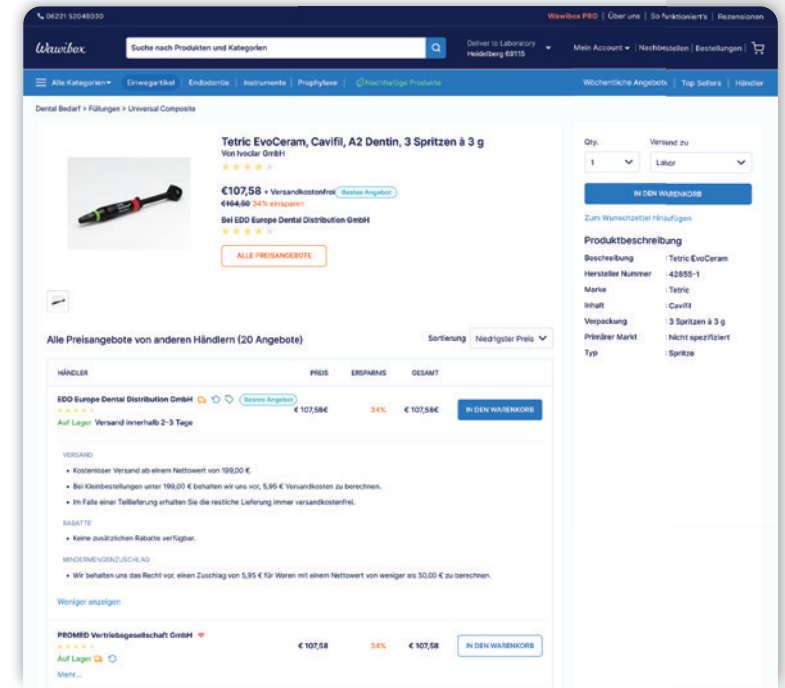 06221 52048030
Wawibox PRO | Über uns | So funktioniert's | Rezensionen
Wawibox
Suche nach Produkten und Kategorien
Deliver to Laboratory
Heidelberg 69115
Mein Account | Nachbestellen | Bestellungen |
Alle Kategorien
Einwegartikel | Endodontie | Instrumente | Prophylaxe | Nachhaltige Produkte
Wöchentliche Angebote | Top Sellers | Händler
Dental Bedarf > Füllungen > Universal Composite
Tetric EvoCeram, Cavifil, A2 Dentin, 3 Spritzen à 3 g
Von Ivoclar GmbH
€107,58 + Versandkostenfrei Bestes Angebot
€164,50 34% einsparen
Bei EDD Europe Dental Distribution GmbH
ALLE PREISANGEBOTE
Qty. Versend zu
1 Labor
IN DEN WARENKORB
Zum Wunschzettel hinzufügen
Produktbeschreibung
Beschreibung : Tetric EvoCeram
Hersteller Nummer : 42855-1
Marke : Tetric
Inhalt : Cavifil
Verpackung : 3 Spritzen à 3 g
Primärer Markt : Nicht spezifiziert
Typ : Spritze
Alle Preisangebote von anderen Händlern (20 Angebote)
Sortierung Niedrigster Preis
HÄNDLER PREIS ERSPARNIS GESAMT
EDD Europe Dental Distribution GmbH Bestes Angebot
€ 107,58€ 34% € 107,58€ IN DEN WARENKORB
Auf Lager Versand innerhalb 2-3 Tage
VERSAND
• Kostenloser Versand ab einem Nettowert von 199,00 €.
• Bei Kleinbestellungen unter 199,00 € behalten wir uns vor, 5,95 € Versandkosten zu berechnen.
• Im Falle einer Teillieferung erhalten Sie die restliche Lieferung immer versandkostenfrei.
RABATTE
• Keine zusätzlichen Rabatte verfügbar.
MINDERMENGENZUSCHLAG
• Wir behalten uns das Recht vor, einen Zuschlag von 5,95 € für Waren mit einem Nettowert von weniger als 50,00 € zu berechnen.
Weniger anzeigen
PROMED Vertriebsgesellschaft GmbH
€ 107,58 34% € 107,58 IN DEN WARENKORB
Auf Lager
Mehr...